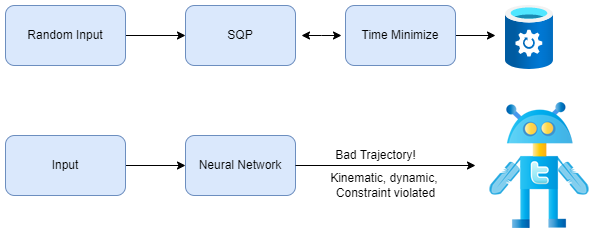 Random Input
SQP
Time Minimize
Input
Neural Network
Bad Trajectory!
Kinematic, dynamic,
Constraint violated